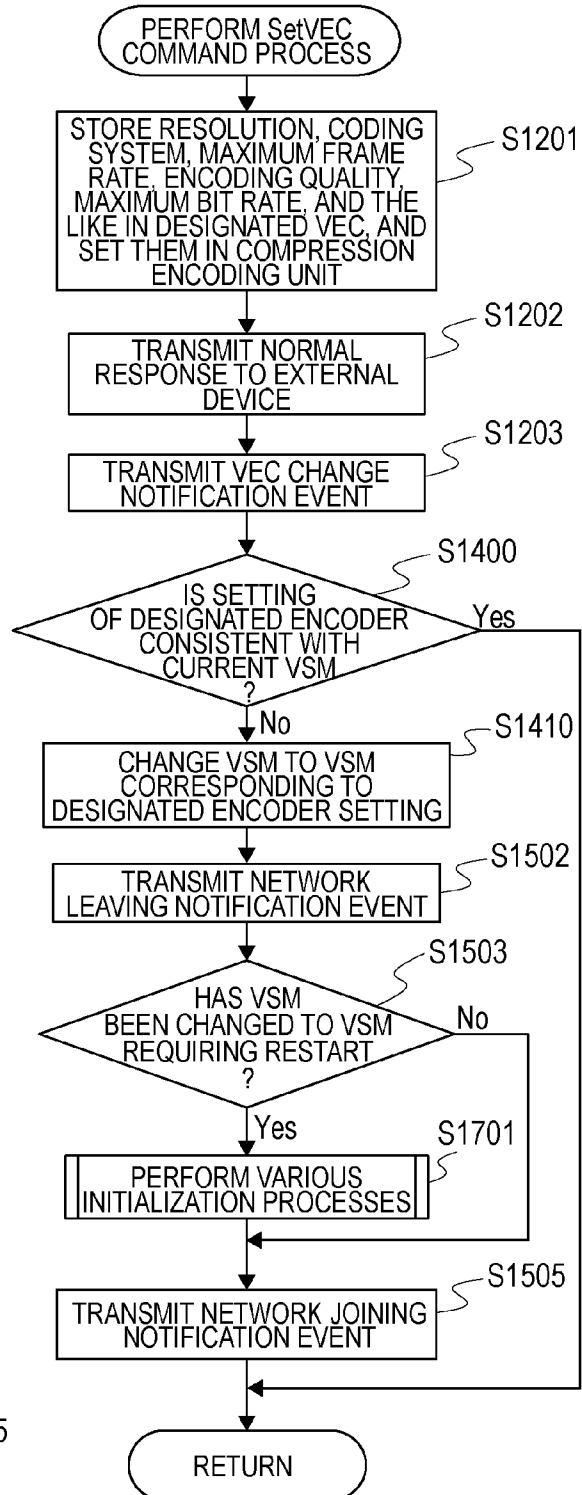 PERFORM SetVEC
COMMAND PROCESS
STORE RESOLUTION, CODING
SYSTEM, MAXIMUM FRAME
RATE, ENCODING QUALITY,
MAXIMUM BIT RATE, AND THE
LIKE IN DESIGNATED VEC, AND
SET THEM IN COMPRESSION
ENCODING UNIT
S1201
TRANSMIT NORMAL
RESPONSE TO EXTERNAL
DEVICE
S1202
TRANSMIT VEC CHANGE
NOTIFICATION EVENT
S1203
IS SETTING
OF DESIGNATED ENCODER
CONSISTENT WITH
CURRENT VSM
?
S1400
Yes
No
CHANGE VSM TO VSM
CORRESPONDING TO
DESIGNATED ENCODER SETTING
S1410
TRANSMIT NETWORK
LEAVING NOTIFICATION EVENT
S1502
HAS VSM
BEEN CHANGED TO VSM
REQUIRING RESTART
?
S1503
No
Yes
PERFORM VARIOUS
INITIALIZATION PROCESSES
S1701
TRANSMIT NETWORK JOINING
NOTIFICATION EVENT
S1505
5
RETURN